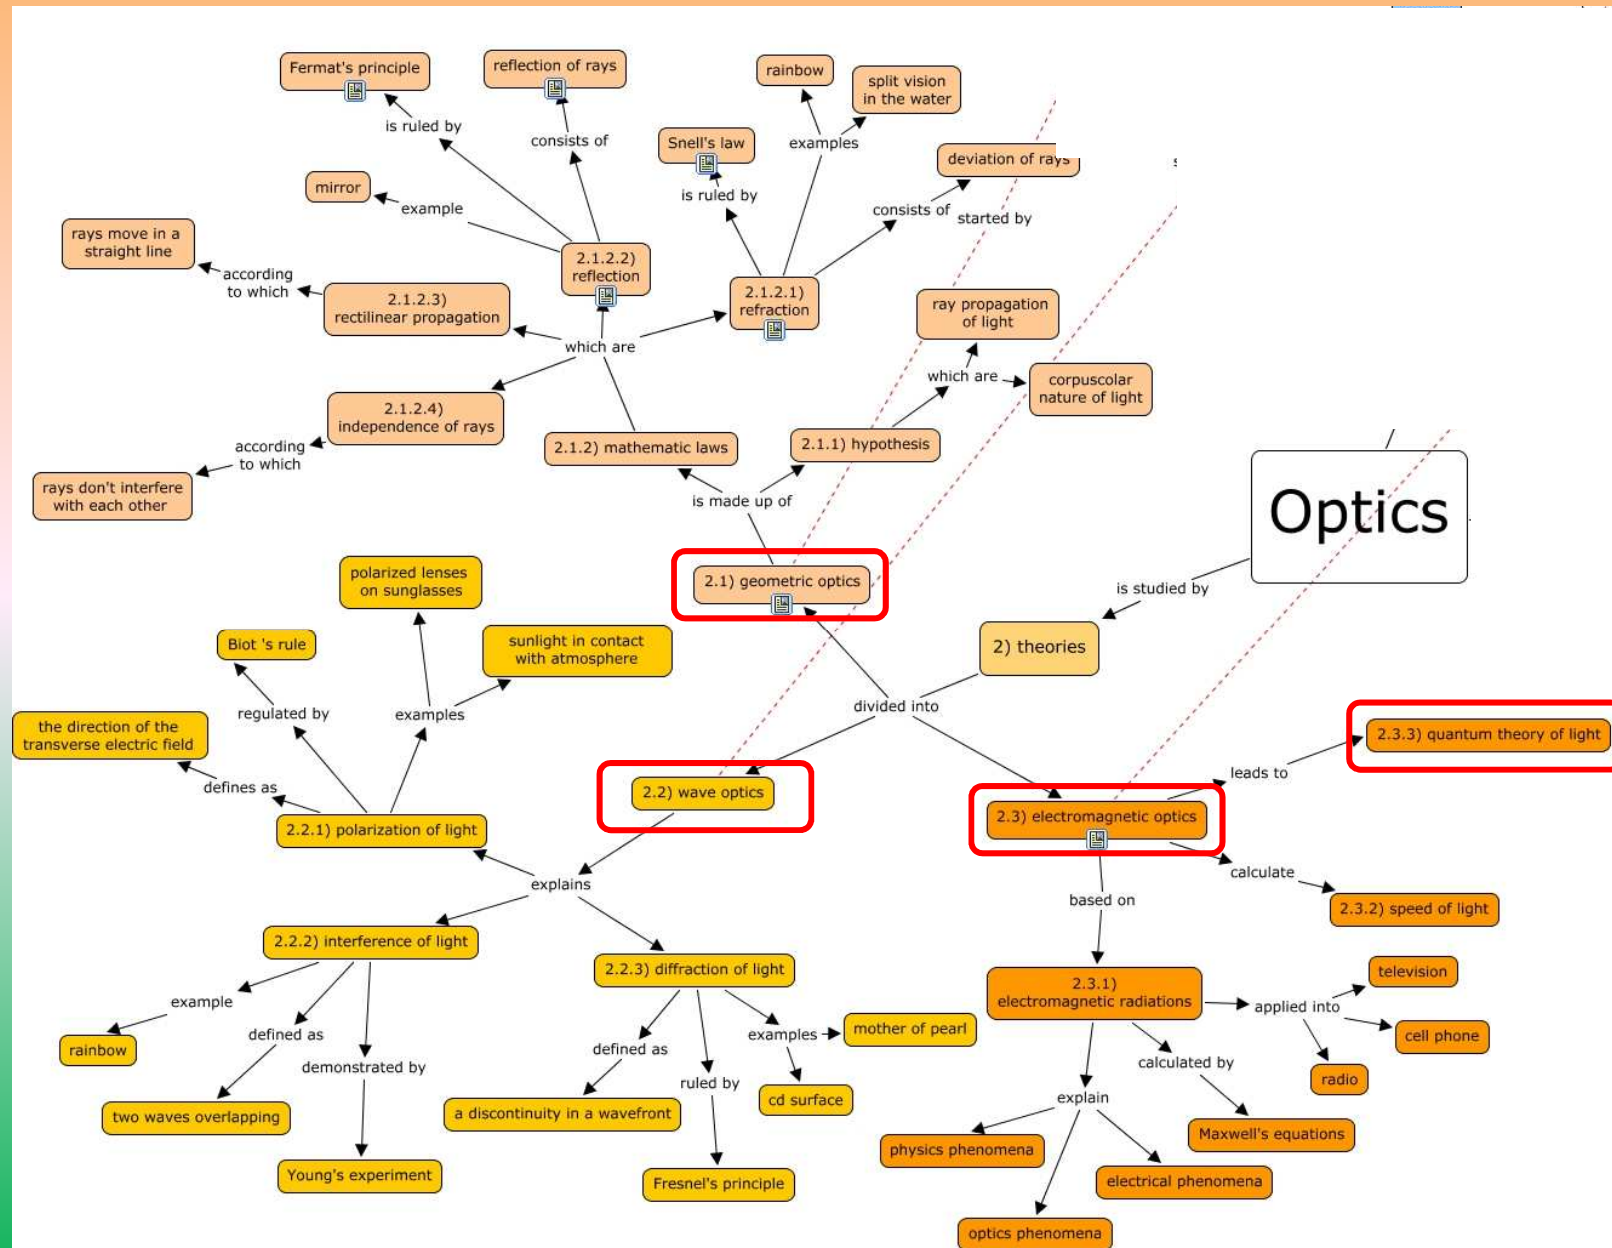 Fermat's principle
reflection of rays
rainbow
split vision
in the water
is ruled by
consists of
Snell's law
examples
deviation of rays
mirror
example
is ruled by
consists of
started by
rays move in a
straight line
according
to which
2.1.2.2)
reflection
2.1.2.3)
rectilinear propagation
2.1.2.1)
refraction
ray propagation
of light
which are
which are
corpuscolar
nature of light
2.1.2.4)
independence of rays
according
to which
2.1.2) mathematic laws
2.1.1) hypothesis
rays don't interfere
with each other
is made up of
Optics
2.1) geometric optics
is studied by
polarized lenses
on sunglasses
Biot 's rule
sunlight in contact
with atmosphere
2) theories
regulated by
examples
divided into
the direction of the
transverse electric field
2.3.3) quantum theory of light
leads to
defines as
2.2) wave optics
2.3) electromagnetic optics
2.2.1) polarization of light
explains
calculate
based on
2.3.2) speed of light
2.2.2) interference of light
2.2.3) diffraction of light
2.3.1)
electromagnetic radiations
television
example
applied into
defined as
examples
mother of pearl
cell phone
rainbow
demonstrated by
defined as
ruled by
calculated by
radio
two waves overlapping
a discontinuity in a wavefront
cd surface
explain
Maxwell's equations
physics phenomena
Young's experiment
Fresnel's principle
electrical phenomena
optics phenomena